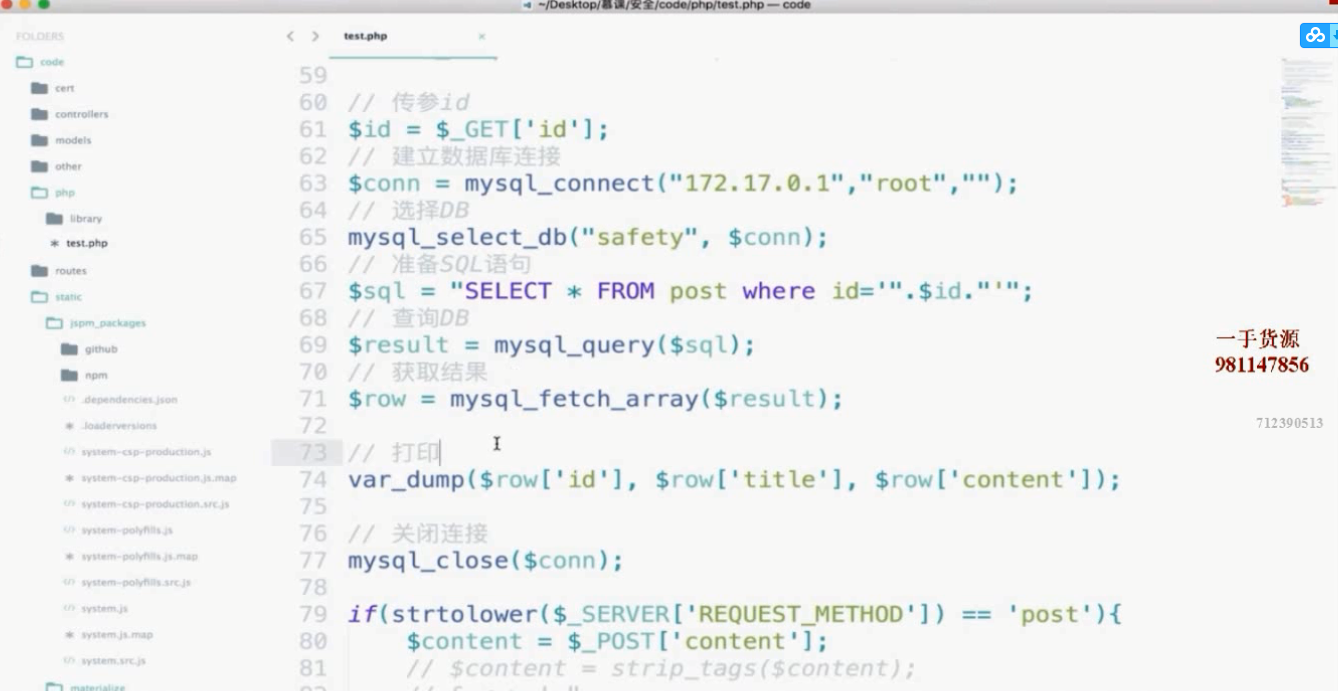 ~/Desktop/慕课/安全/code/php/test.php — code
FOLDERS
code
cert
controllers
models
other
php
library
test.php
routes
static
jspm_packages
github
npm
.dependencies.json
.loaderversions
system-csp-production.js
system-csp-production.js.map
system-csp-production.src.js
system-polyfills.js
system-polyfills.js.map
system-polyfills.src.js
system.js
system.js.map
system.src.js
materialize
test.php
59
60 // 传参id
61 $id = $_GET['id'];
62 // 建立数据库连接
63 $conn = mysql_connect("172.17.0.1","root","");
64 // 选择DB
65 mysql_select_db("safety", $conn);
66 // 准备SQL语句
67 $sql = "SELECT * FROM post where id='".$id."'";
68 // 查询DB
69 $result = mysql_query($sql);
70 // 获取结果
71 $row = mysql_fetch_array($result);
72
73 // 打印
74 var_dump($row['id'], $row['title'], $row['content']);
75
76 // 关闭连接
77 mysql_close($conn);
78
79 if(strtolower($_SERVER['REQUEST_METHOD']) == 'post'){
80 $content = $_POST['content'];
81 // $content = strip_tags($content);
一手货源
981147856
712390513